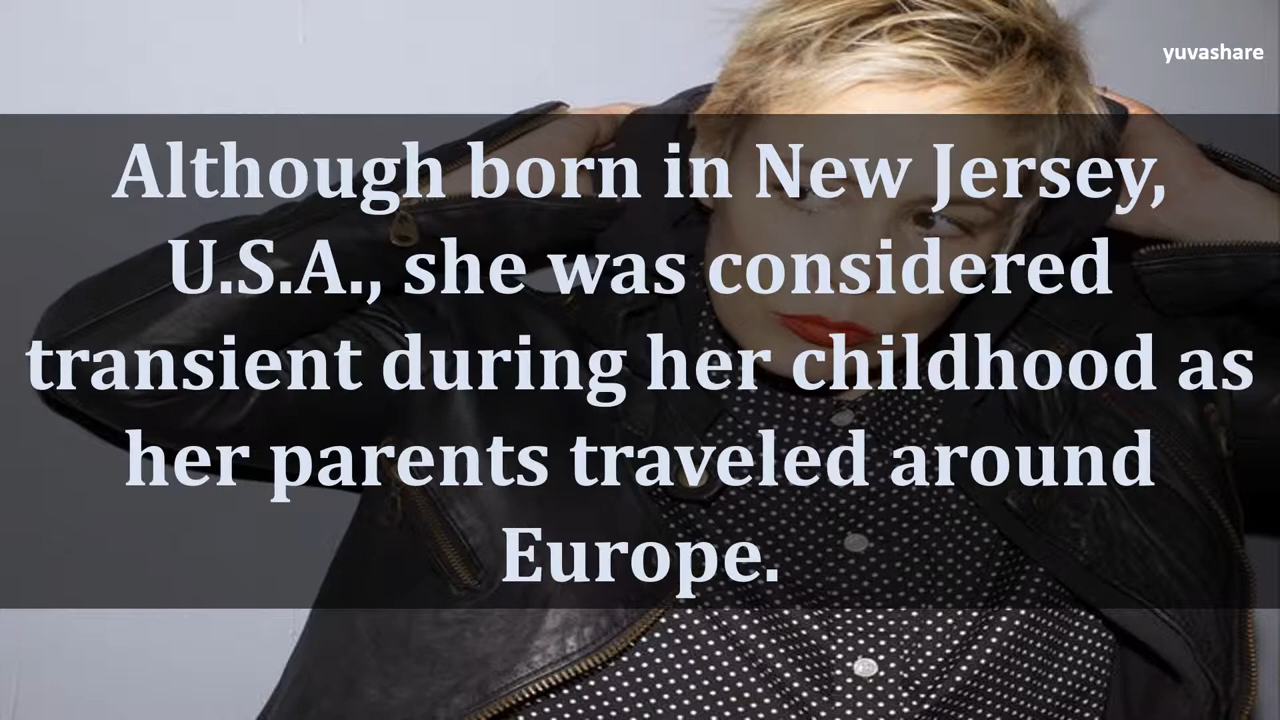 yuvashare
Although born in New Jersey,
U.S.A., she was considered
transient during her childhood as
her parents traveled around
Europe.